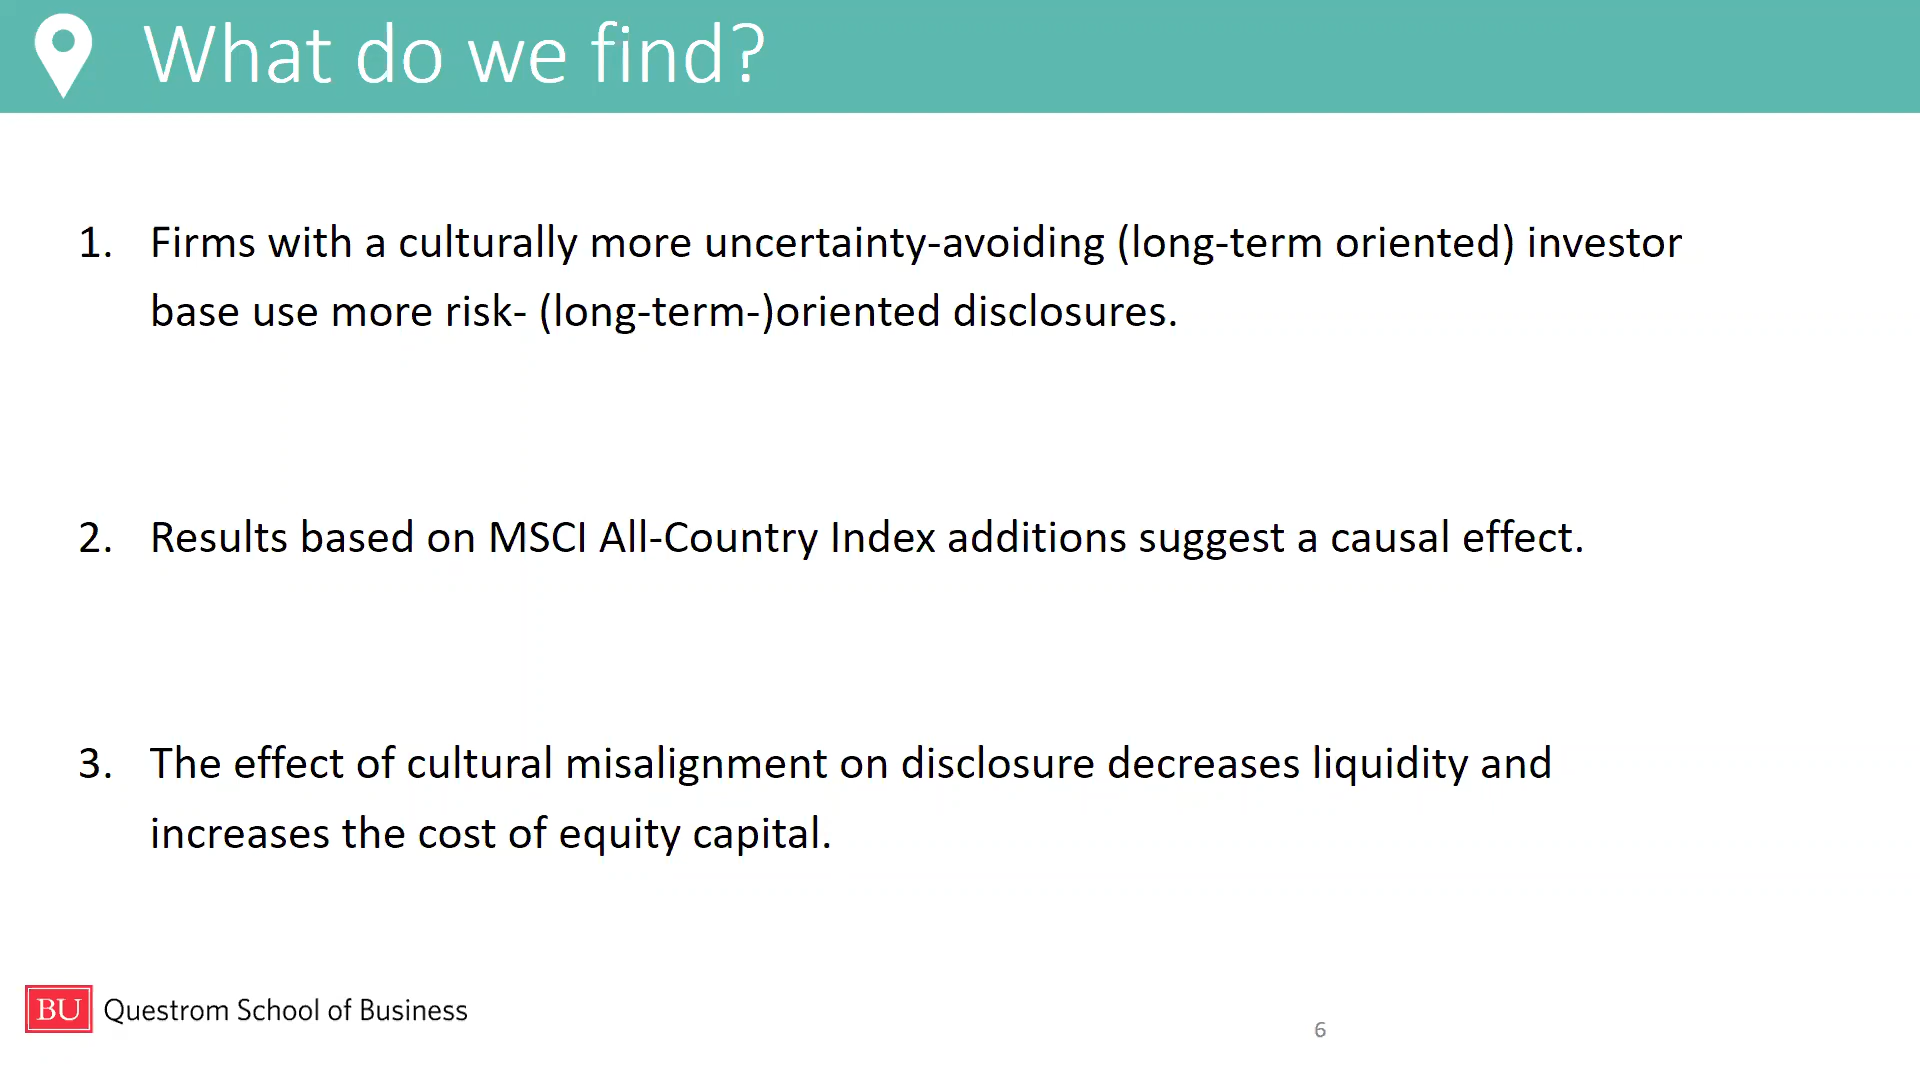 What do we find?
1. Firms with a culturally more uncertainty-avoiding (long-term oriented) investor
base use more risk- (long-term-)oriented disclosures.
2. Results based on MSCI All-Country Index additions suggest a causal effect.
3. The effect of cultural misalignment on disclosure decreases liquidity and
increases the cost of equity capital.
BU Questrom School of Business
6